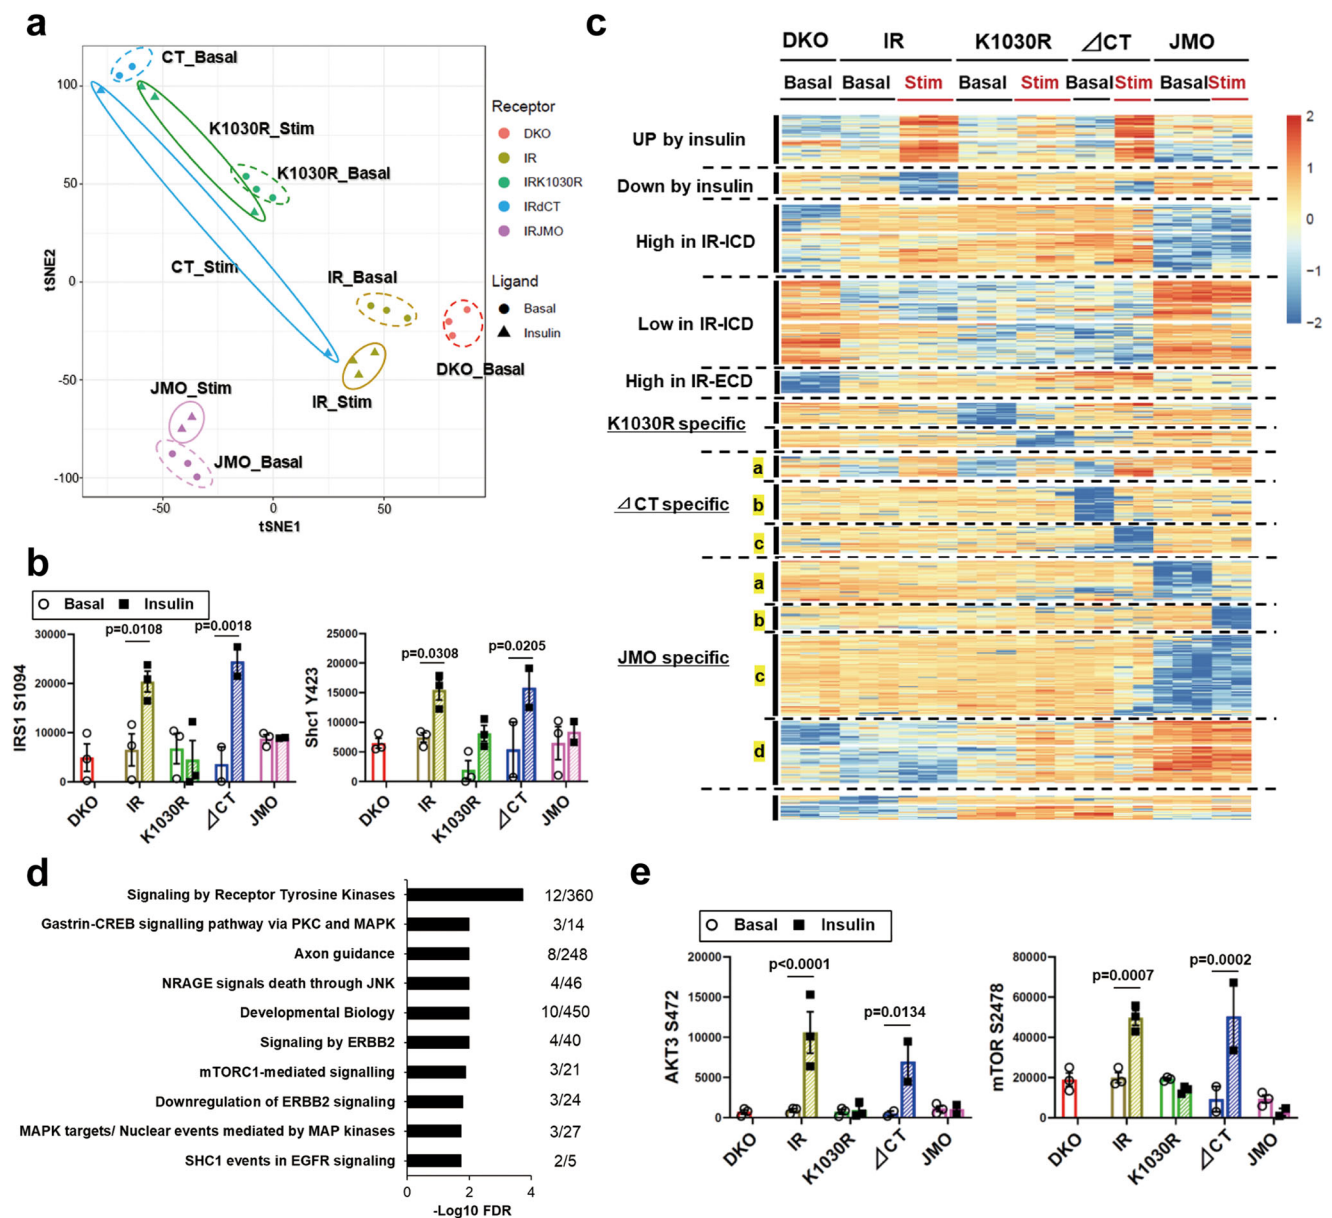 a
CT_Basal
K1030R_Stim
K1030R_Basal
CT_Stim
IR_Basal
DKO_Basal
IR_Stim
JMO_Stim
JMO_Basal
tSNE2
100
50
0
-50
-100
-50
0
50
tSNE1
Receptor
DKO
IR
IRK1030R
IRdCT
IRJMO
Ligand
Basal
Insulin
b
Basal Insulin
IRS1 S1094
30000
20000
10000
0
p=0.0108
p=0.0018
DKO
IR
K1030R
⊿CT
JMO
Shc1 Y423
25000
20000
15000
10000
5000
0
p=0.0308
p=0.0205
DKO
IR
K1030R
⊿CT
JMO
c
DKO IR K1030R ⊿CT JMO
Basal Basal Stim Basal Stim Basal Stim Basal Stim
UP by insulin
Down by insulin
High in IR-ICD
Low in IR-ICD
High in IR-ECD
K1030R specific
a
⊿CT specific
b
c
a
b
JMO specific
c
d
2
1
0
−1
−2
d
Signaling by Receptor Tyrosine Kinases 12/360
Gastrin-CREB signalling pathway via PKC and MAPK 3/14
Axon guidance 8/248
NRAGE signals death through JNK 4/46
Developmental Biology 10/450
Signaling by ERBB2 4/40
mTORC1-mediated signalling 3/21
Downregulation of ERBB2 signaling 3/24
MAPK targets/ Nuclear events mediated by MAP kinases 3/27
SHC1 events in EGFR signaling 2/5
0 2 4
-Log10 FDR
e
Basal Insulin
AKT3 S472
20000
15000
10000
5000
0
p<0.0001
p=0.0134
DKO
IR
K1030R
⊿CT
JMO
mTOR S2478
80000
60000
40000
20000
0
p=0.0007
p=0.0002
DKO
IR
K1030R
⊿CT
JMO